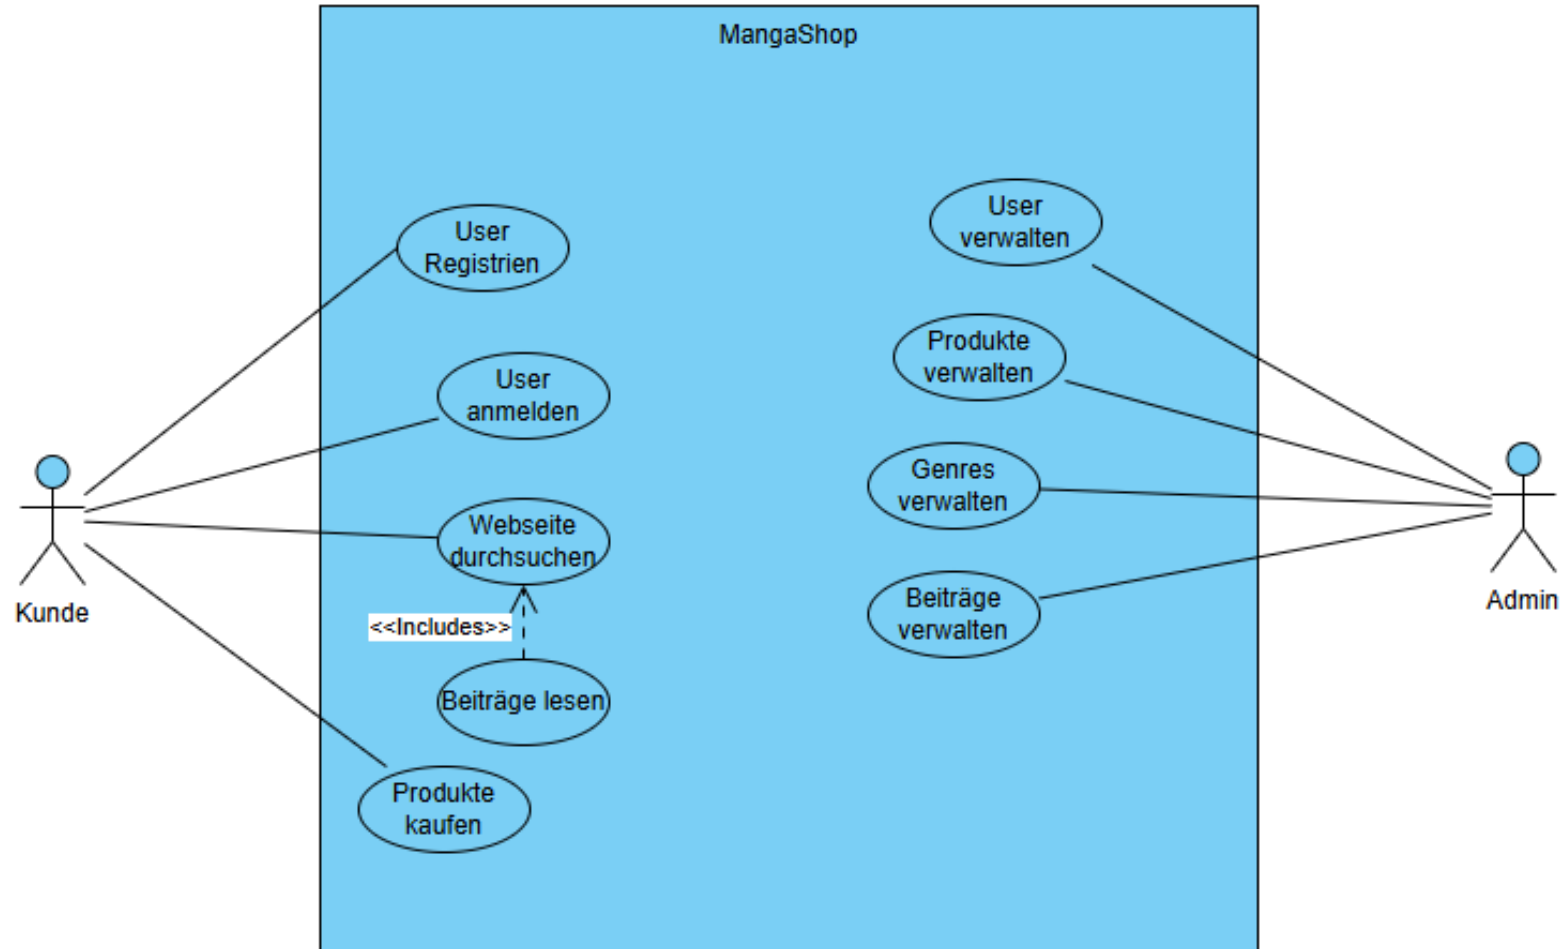 MangaShop
User
Registrien
User
anmelden
Webseite
durchsuchen
<<Includes>>
Beiträge lesen
Produkte
kaufen
User
verwalten
Produkte
verwalten
Genres
verwalten
Beiträge
verwalten
Kunde
Admin